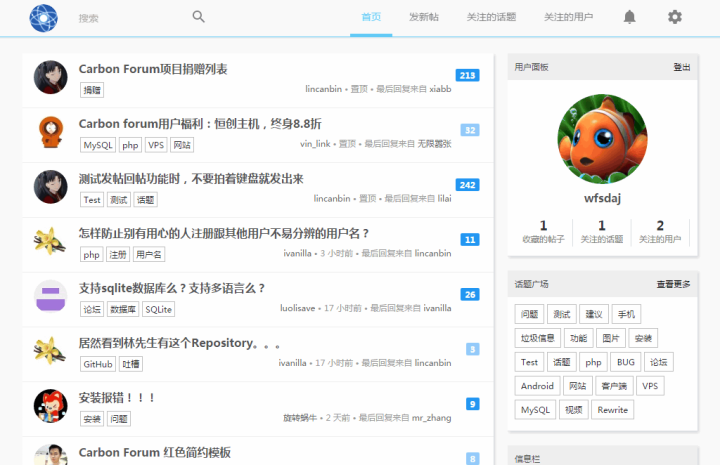 搜索
首页 发新帖 关注的话题 关注的用户
Carbon Forum项目捐赠列表
213
捐赠
lincanbin • 置顶 • 最后回复来自 xiabb
Carbon forum用户福利：恒创主机，终身8.8折
32
MySQL php VPS 网站
vin_link • 置顶 • 最后回复来自 无限嚣张
测试发帖回帖功能时，不要拍着键盘就发出来
242
Test 测试 话题
lincanbin • 置顶 • 最后回复来自 lilai
怎样防止别有用心的人注册跟其他用户不易分辨的用户名？
11
php 注册 用户名
ivanilla • 3 小时前 • 最后回复来自 lincanbin
支持sqlite数据库么？支持多语言么？
26
论坛 数据库 SQLite
luolisave • 17 小时前 • 最后回复来自 ivanilla
居然看到林先生有这个Repository。。。
GitHub 吐槽
ivanilla • 17 小时前 • 最后回复来自 lincanbin
安装报错！！！
9
安装 问题
旋转蜗牛 • 2 天前 • 最后回复来自 mr_zhang
Carbon Forum 红色简约模板
8
用户面板 登出
wfsdaj
1 1 2
收藏的帖子 关注的话题 关注的用户
话题广场 查看更多
问题 测试 建议 手机
垃圾信息 功能 图片 安装
Test 话题 php BUG 论坛
Android 网站 客户端 VPS
MySQL 视频 Rewrite
信息栏